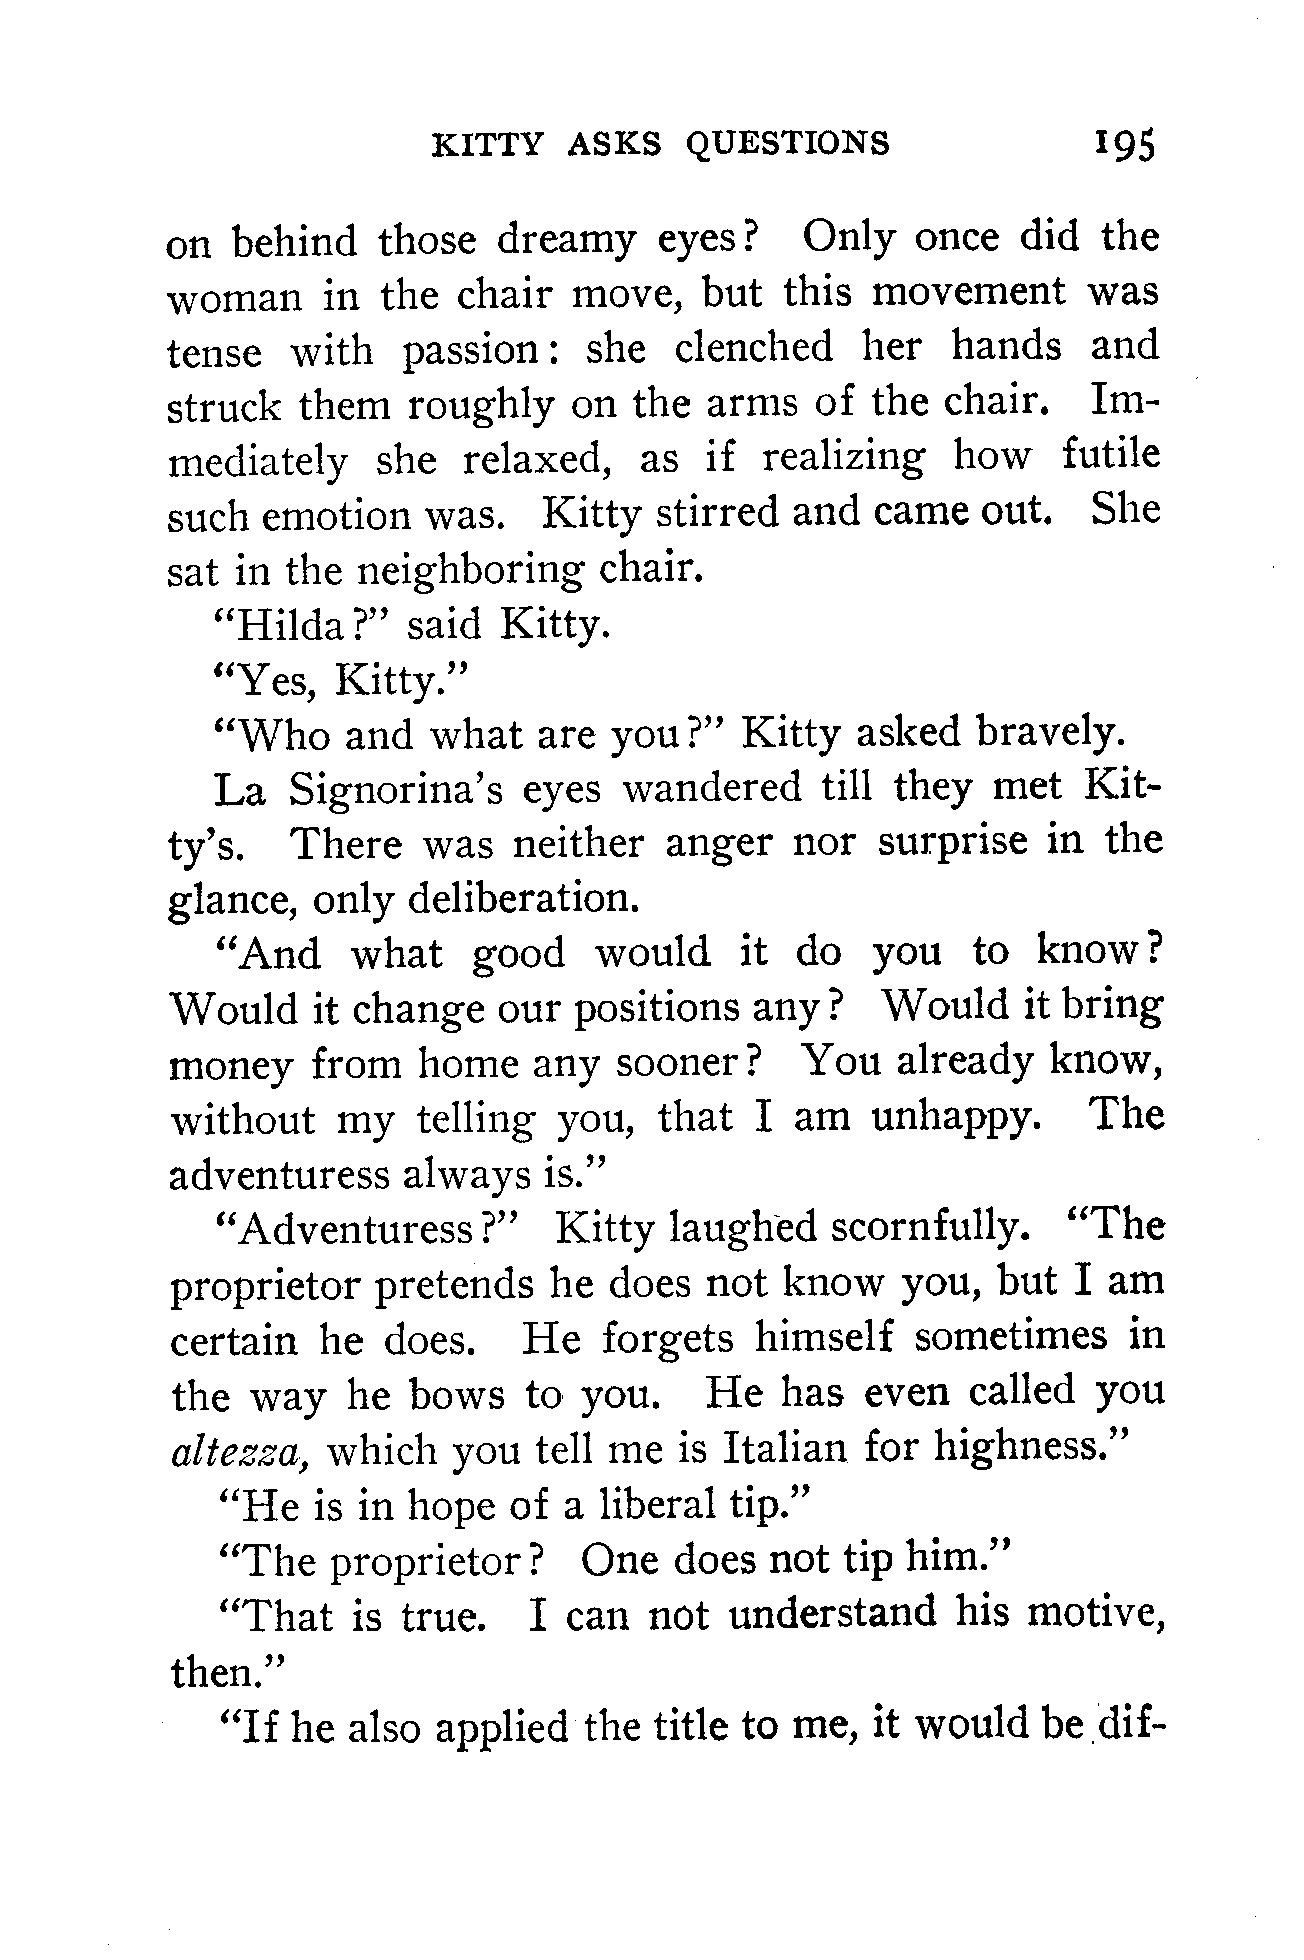 KITTY ASKS QUESTIONS 195
on behind those dreamy eyes? Only once did the
woman in the chair move, but this movement was
tense with passion: she clenched her hands and
struck them roughly on the arms of the chair. Im-
mediately she relaxed, as if realizing how futile
such emotion was. Kitty stirred and came out. She
sat in the neighboring chair.
“Hilda?” said Kitty.
“Yes, Kitty.”
“Who and what are you?” Kitty asked bravely.
La Signorina’s eyes wandered till they met Kit-
ty’s. There was neither anger nor surprise in the
glance, only deliberation.
“And what good would it do you to know?
Would it change our positions any? Would it bring
money from home any sooner? You already know,
without my telling you, that I am unhappy. The
adventuress always is.”
“Adventuress?” Kitty laughed scornfully. “The
proprietor pretends he does not know you, but I am
certain he does. He forgets himself sometimes in
the way he bows to you. He has even called you
altezza, which you tell me is Italian for highness.”
“He is in hope of a liberal tip.”
“The proprietor? One does not tip him.”
“That is true. I can not understand his motive,
then.”
“If he also applied the title to me, it would be dif-